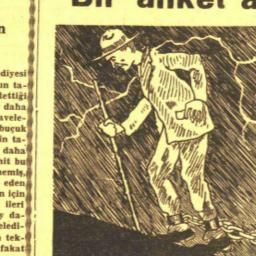 Bir anket a
n
diyesi
un ta-
lettiği
daha
avele-
buçuk
in ta-
daha
hit bu
nemiş,
eden
n için
ileri
y da-
eledi-
n tek-
fakat